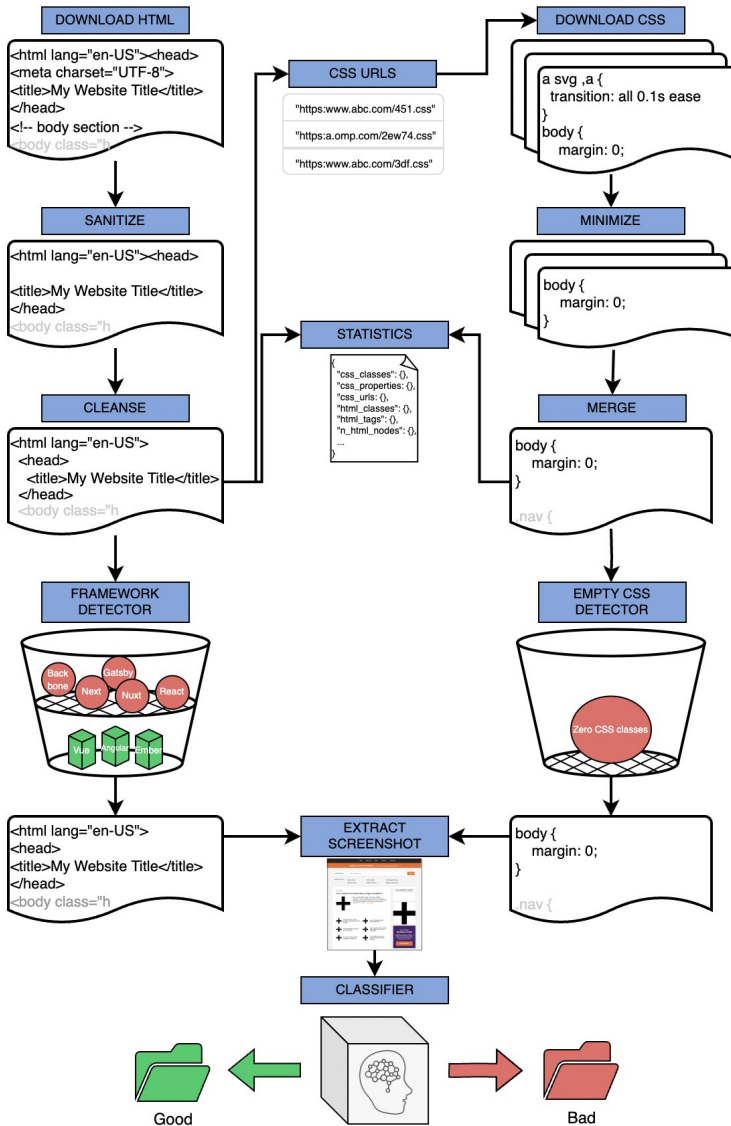 DOWNLOAD HTML
<html lang="en-US"><head>
<meta charset="UTF-8">
<title>My Website Title</title>
</head>
<!-- body section -->
<body class="h
SANITIZE
<html lang="en-US"><head>
<title>My Website Title</title>
</head>
<body class="h
CLEANSE
<html lang="en-US">
<head>
<title>My Website Title</title>
</head>
<body class="h
FRAMEWORK
DETECTOR
Back
bone
Gatsby
Next
Nuxt
React
Vue
Angular
Ember
<html lang="en-US">
<head>
<title>My Website Title</title>
</head>
<body class="h
CSS URLS
"https:www.abc.com/451.css"
"https:a.omp.com/2ew74.css"
"https:www.abc.com/3df.css"
STATISTICS
{
"css_classes": {},
"css_properties: {},
"css_urls: {},
"html_classes": {},
"html_tags": {},
"n_html_nodes": {},
...
}
DOWNLOAD CSS
a svg ,a {
transition: all 0.1s ease
}
body {
margin: 0;
MINIMIZE
body {
margin: 0;
}
MERGE
body {
margin: 0;
}
.nav {
EMPTY CSS
DETECTOR
Zero CSS classes
body {
margin: 0;
}
.nav {
EXTRACT
SCREENSHOT
CLASSIFIER
Good
Bad